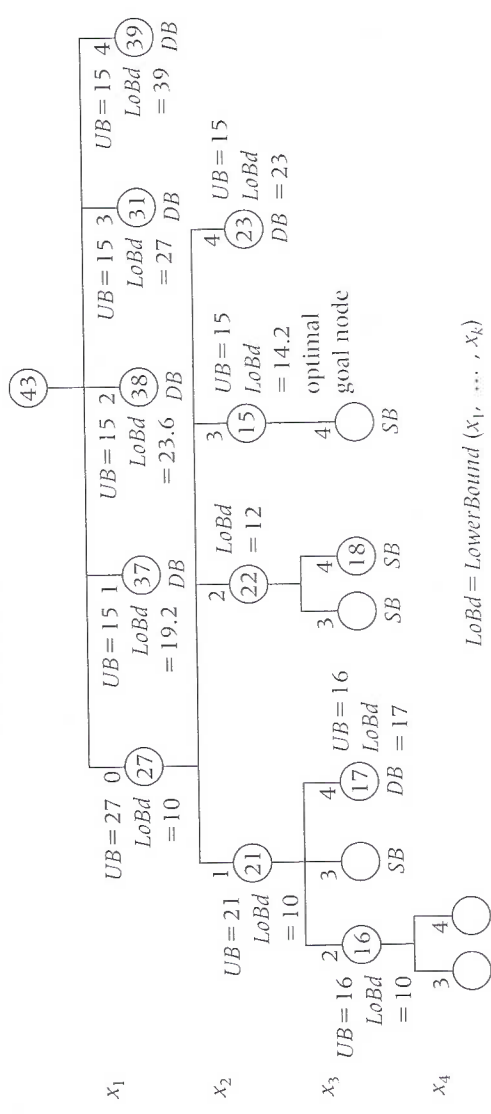 43
x₁
UB = 27 0
LoBd 27
= 10
UB = 15 1
LoBd 37
= 19.2 DB
UB = 15 2
LoBd 38
= 23.6 DB
UB = 15 3
LoBd 31
= 27 DB
UB = 15 4
LoBd 39
= 39 DB
x₂
UB = 21 1
LoBd 21
= 10
2 LoBd
22 = 12
3 UB = 15
15 LoBd
= 14.2
optimal
goal node
4 UB = 15
23 LoBd
DB = 23
x₃
UB = 16 2
LoBd 16
= 10
3
SB
4 UB = 16
17 LoBd
DB = 17
3
SB
4
18
SB
4
SB
x₄
3
4
LoBd = LowerBound (x₁, … , xₖ)